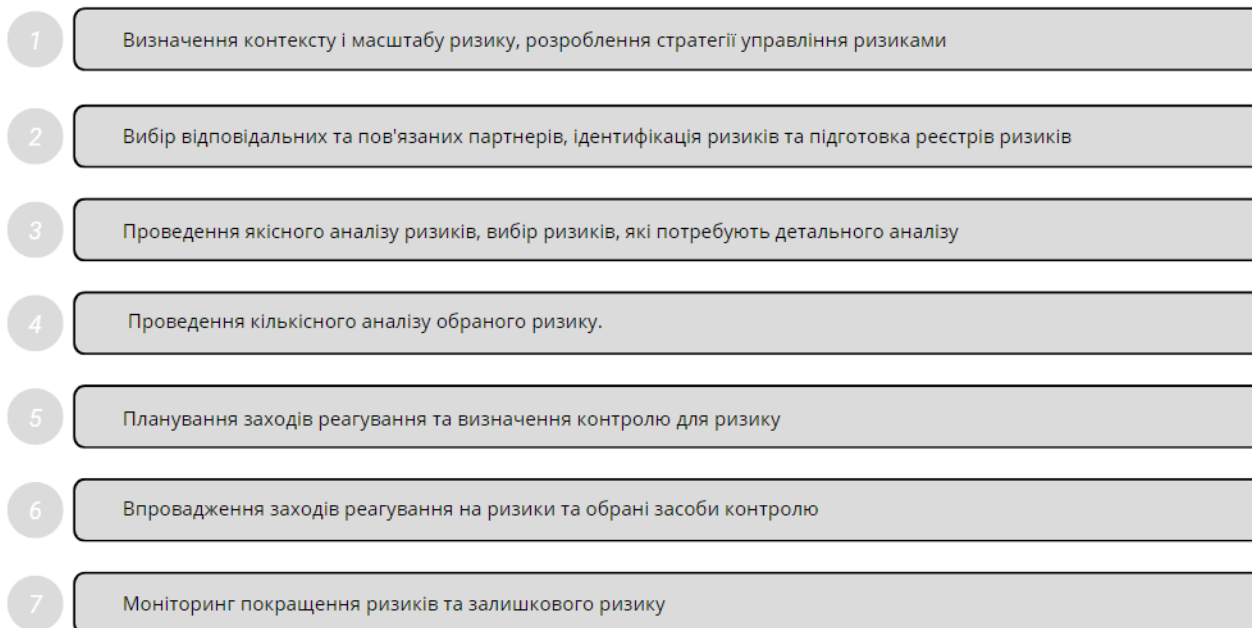 1
Визначення контексту і масштабу ризику, розроблення стратегії управління ризиками
2
Вибір відповідальних та пов'язаних партнерів, ідентифікація ризиків та підготовка реєстрів ризиків
3
Проведення якісного аналізу ризиків, вибір ризиків, які потребують детального аналізу
4
Проведення кількісного аналізу обраного ризику.
5
Планування заходів реагування та визначення контролю для ризику
6
Впровадження заходів реагування на ризики та обрані засоби контролю
7
Моніторинг покращення ризиків та залишкового ризику